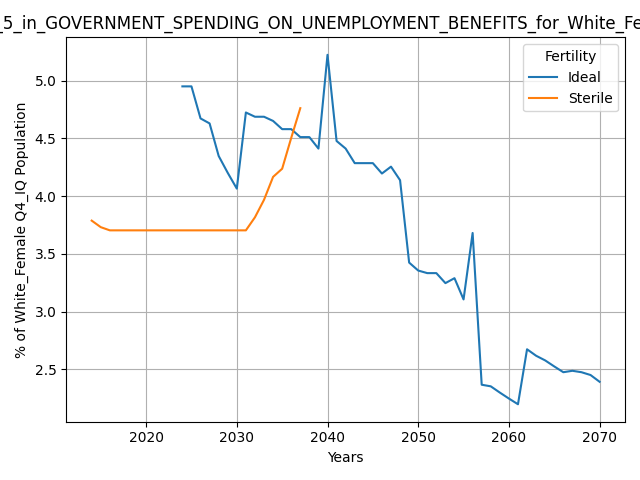 _5_in_GOVERNMENT_SPENDING_ON_UNEMPLOYMENT_BENEFITS_for_White_Fe
Fertility
Ideal
Sterile
% of White_Female Q4_IQ Population
5.0
4.5
4.0
3.5
3.0
2.5
2020
2030
2040
2050
2060
2070
Years